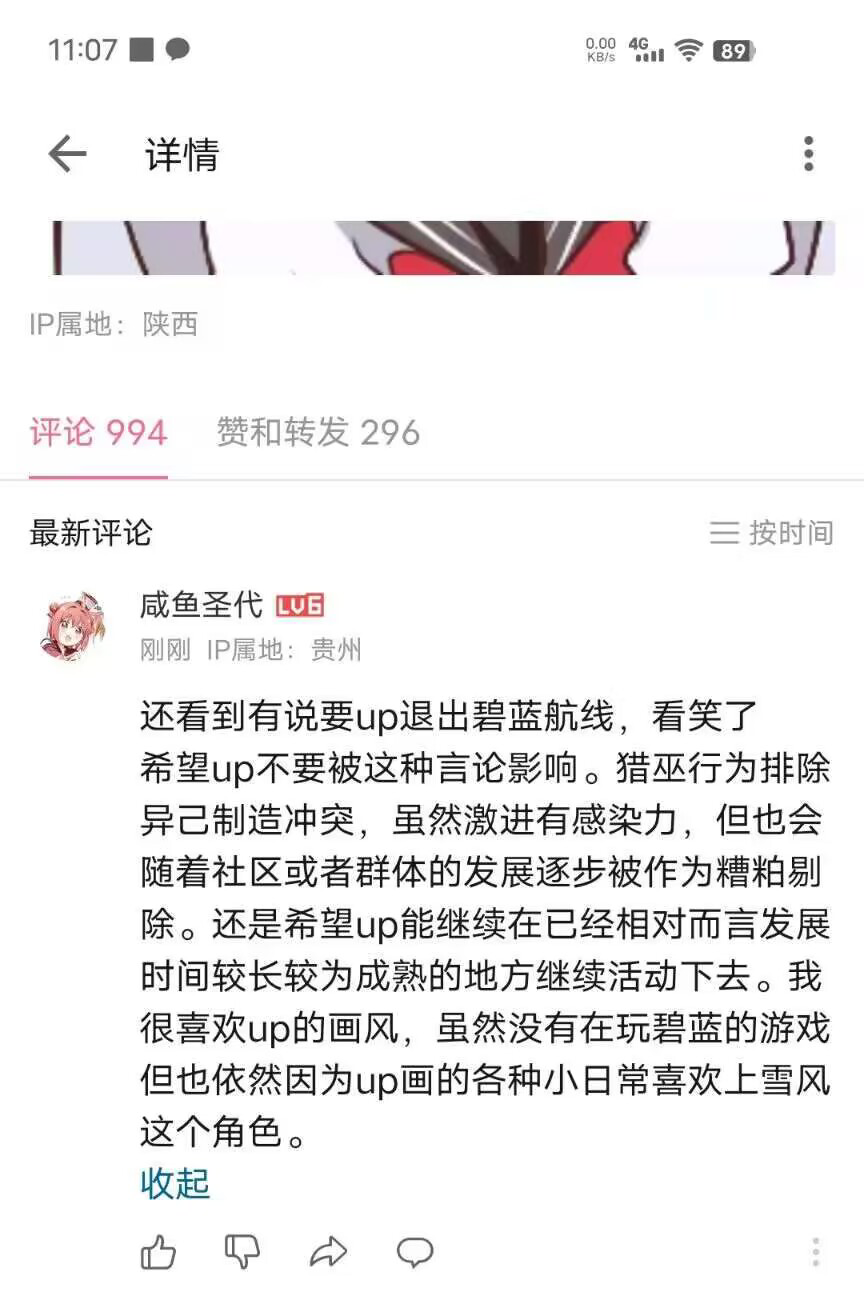 11:07
0.00 KB/s 4G 89
详情
IP属地：陕西
评论 994 赞和转发 296
最新评论 按时间
咸鱼圣代 LV6
刚刚 IP属地：贵州
还看到有说要up退出碧蓝航线，看笑了
希望up不要被这种言论影响。猎巫行为排除
异己制造冲突，虽然激进有感染力，但也会
随着社区或者群体的发展逐步被作为糟粕剔
除。还是希望up能继续在已经相对而言发展
时间较长较为成熟的地方继续活动下去。我
很喜欢up的画风，虽然没有在玩碧蓝的游戏
但也依然因为up画的各种小日常喜欢上雪风
这个角色。
收起